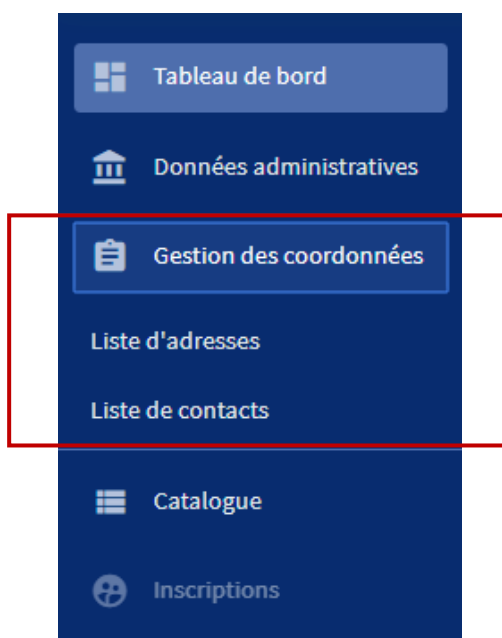 Tableau de bord
Données administratives
Gestion des coordonnées
Liste d'adresses
Liste de contacts
Catalogue
Inscriptions